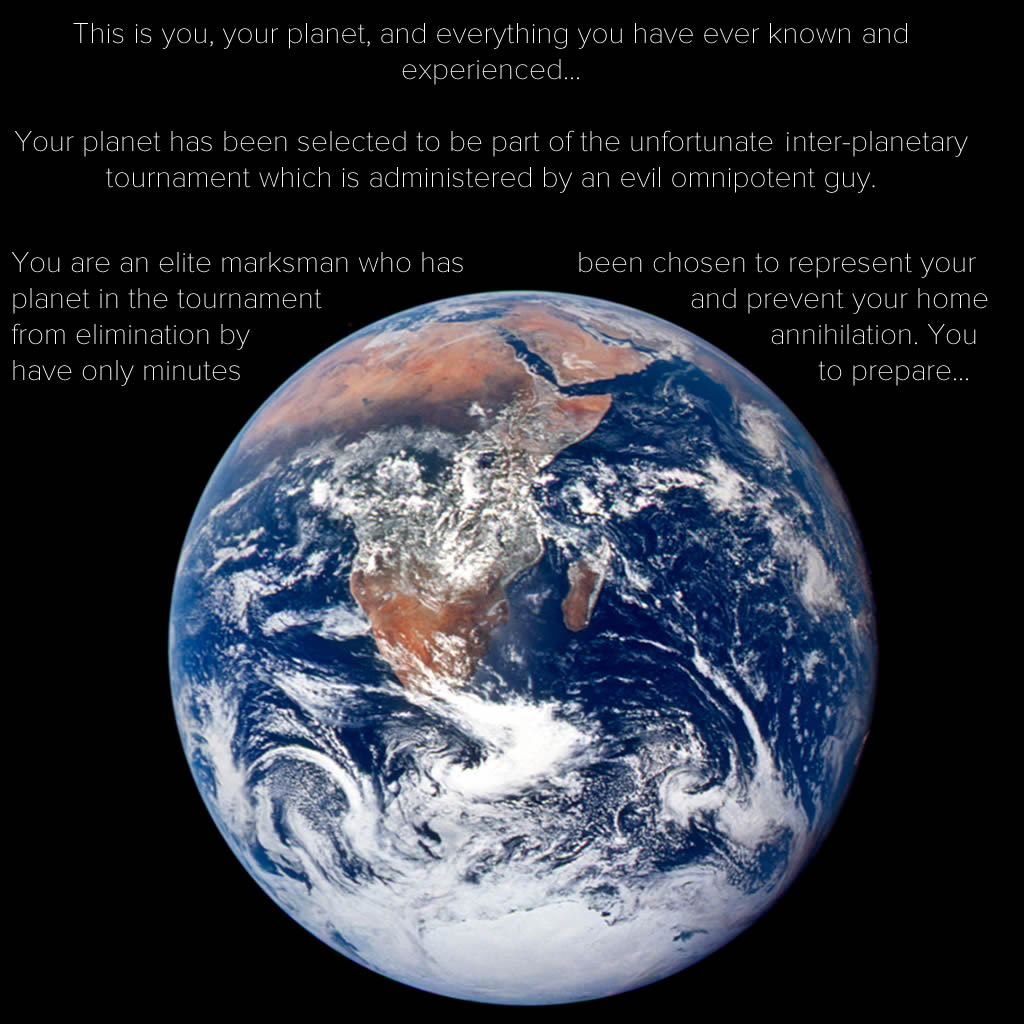 This is you, your planet, and everything you have ever known and
experienced...
Your planet has been selected to be part of the unfortunate inter-planetary
tournament which is administered by an evil omnipotent guy.
You are an elite marksman who has been chosen to represent your
planet in the tournament and prevent your home
from elimination by annihilation. You
have only minutes to prepare...